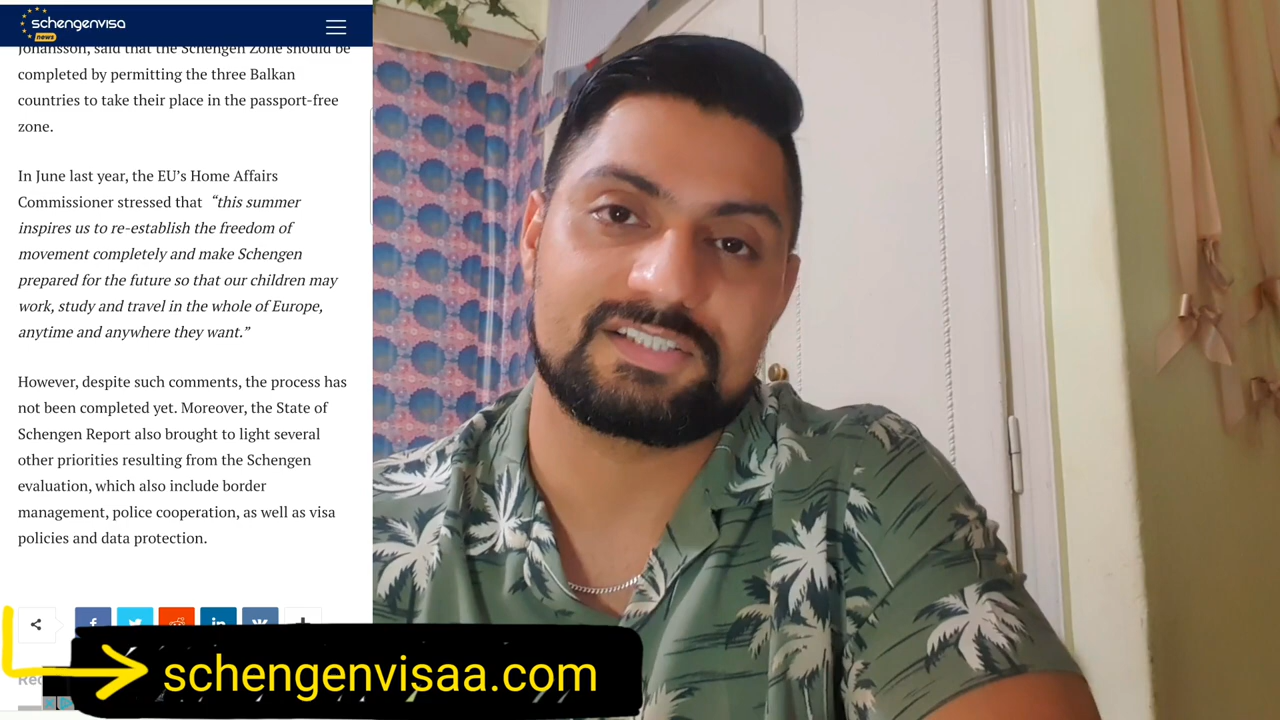 schengenvisa
news
Johansson, said that the Schengen Zone should be
completed by permitting the three Balkan
countries to take their place in the passport-free
zone.
In June last year, the EU’s Home Affairs
Commissioner stressed that “this summer
inspires us to re-establish the freedom of
movement completely and make Schengen
prepared for the future so that our children may
work, study and travel in the whole of Europe,
anytime and anywhere they want.”
However, despite such comments, the process has
not been completed yet. Moreover, the State of
Schengen Report also brought to light several
other priorities resulting from the Schengen
evaluation, which also include border
management, police cooperation, as well as visa
policies and data protection.
schengenvisaa.com